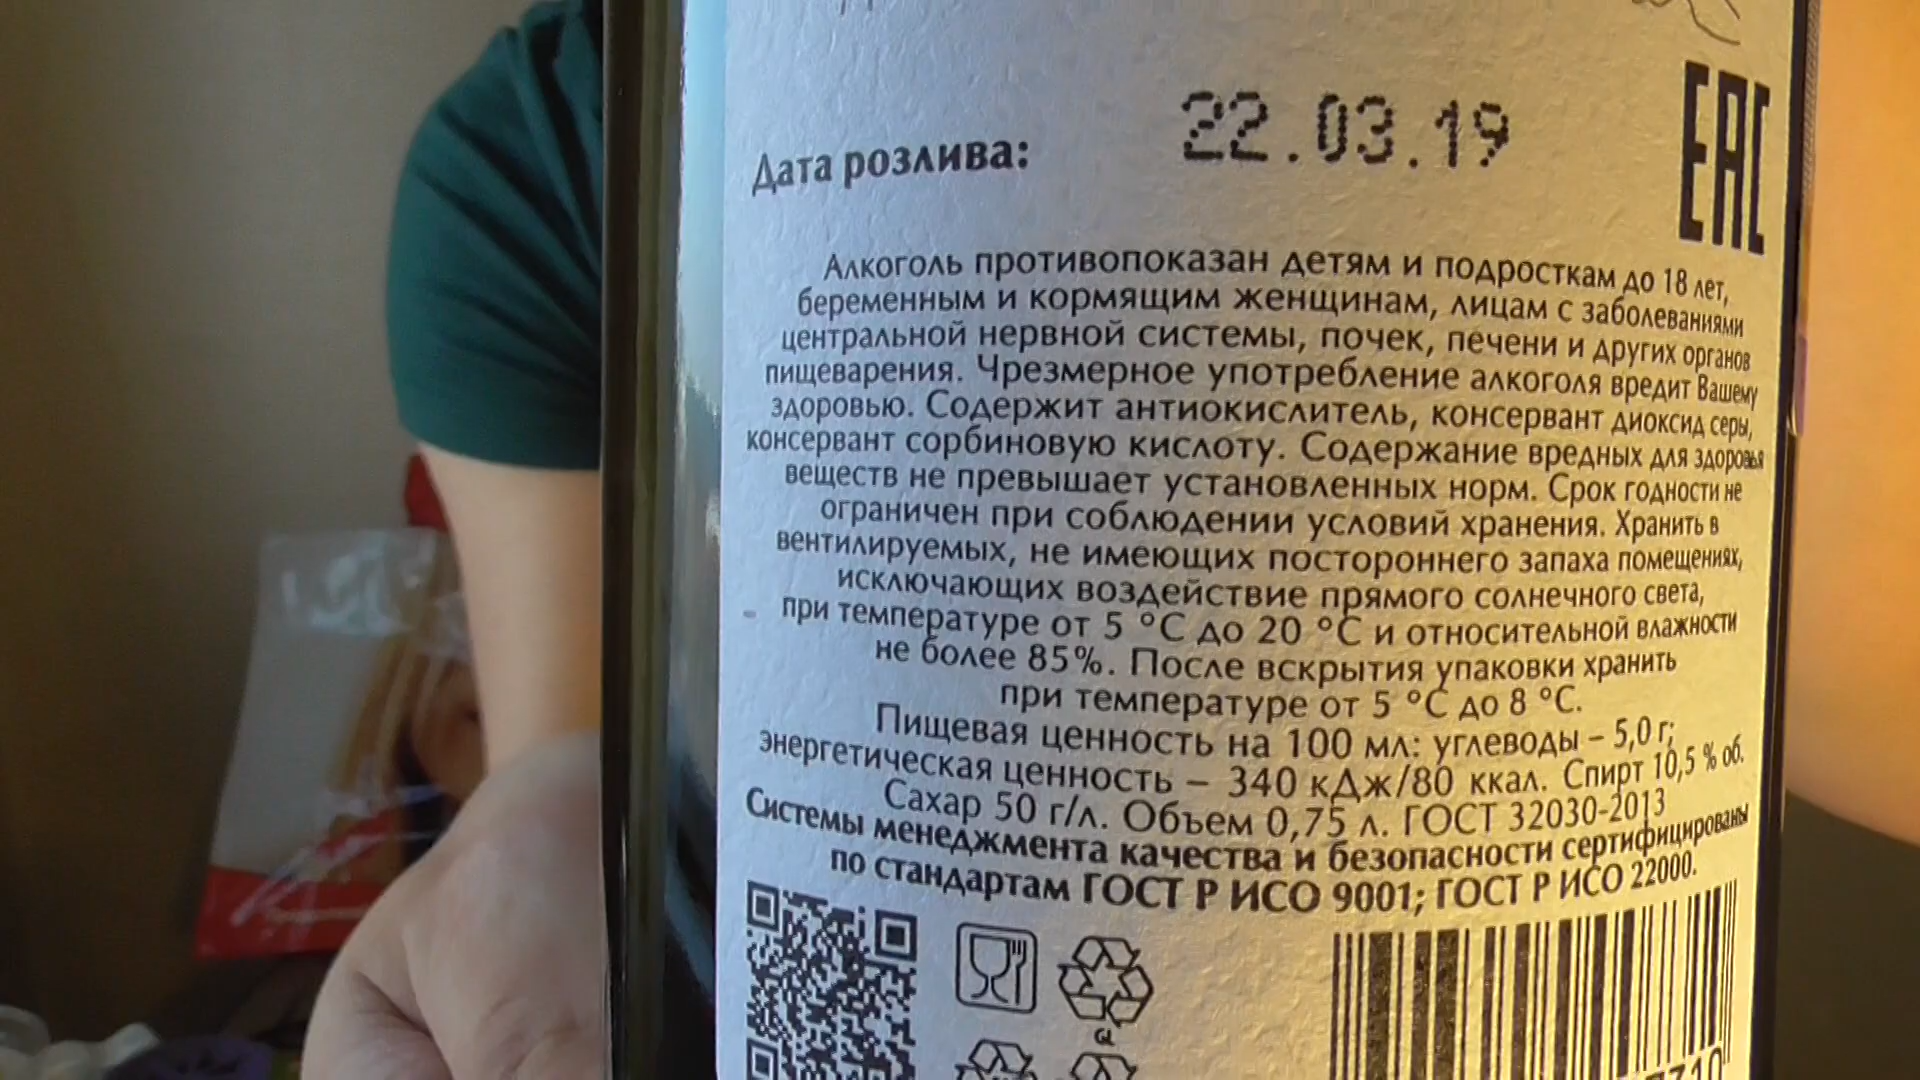 22.03.19
Дата розлива:
EAC
Алкоголь противопоказан детям и подросткам до 18 лет,
беременным и кормящим женщинам, лицам с заболеваниями
центральной нервной системы, почек, печени и других органов
пищеварения. Чрезмерное употребление алкоголя вредит Вашему
здоровью. Содержит антиокислитель, консервант диоксид серы,
консервант сорбиновую кислоту. Содержание вредных для здоровья
веществ не превышает установленных норм. Срок годности не
ограничен при соблюдении условий хранения. Хранить в
вентилируемых, не имеющих постороннего запаха помещениях,
исключающих воздействие прямого солнечного света,
при температуре от 5 °С до 20 °С и относительной влажности
не более 85%. После вскрытия упаковки хранить
при температуре от 5 °С до 8 °С.
Пищевая ценность на 100 мл: углеводы – 5,0 г;
энергетическая ценность – 340 кДж/80 ккал. Спирт 10,5 % об.
Сахар 50 г/л. Объем 0,75 л. ГОСТ 32030-2013
Системы менеджмента качества и безопасности сертифицированы
по стандартам ГОСТ Р ИСО 9001; ГОСТ Р ИСО 22000.
GL